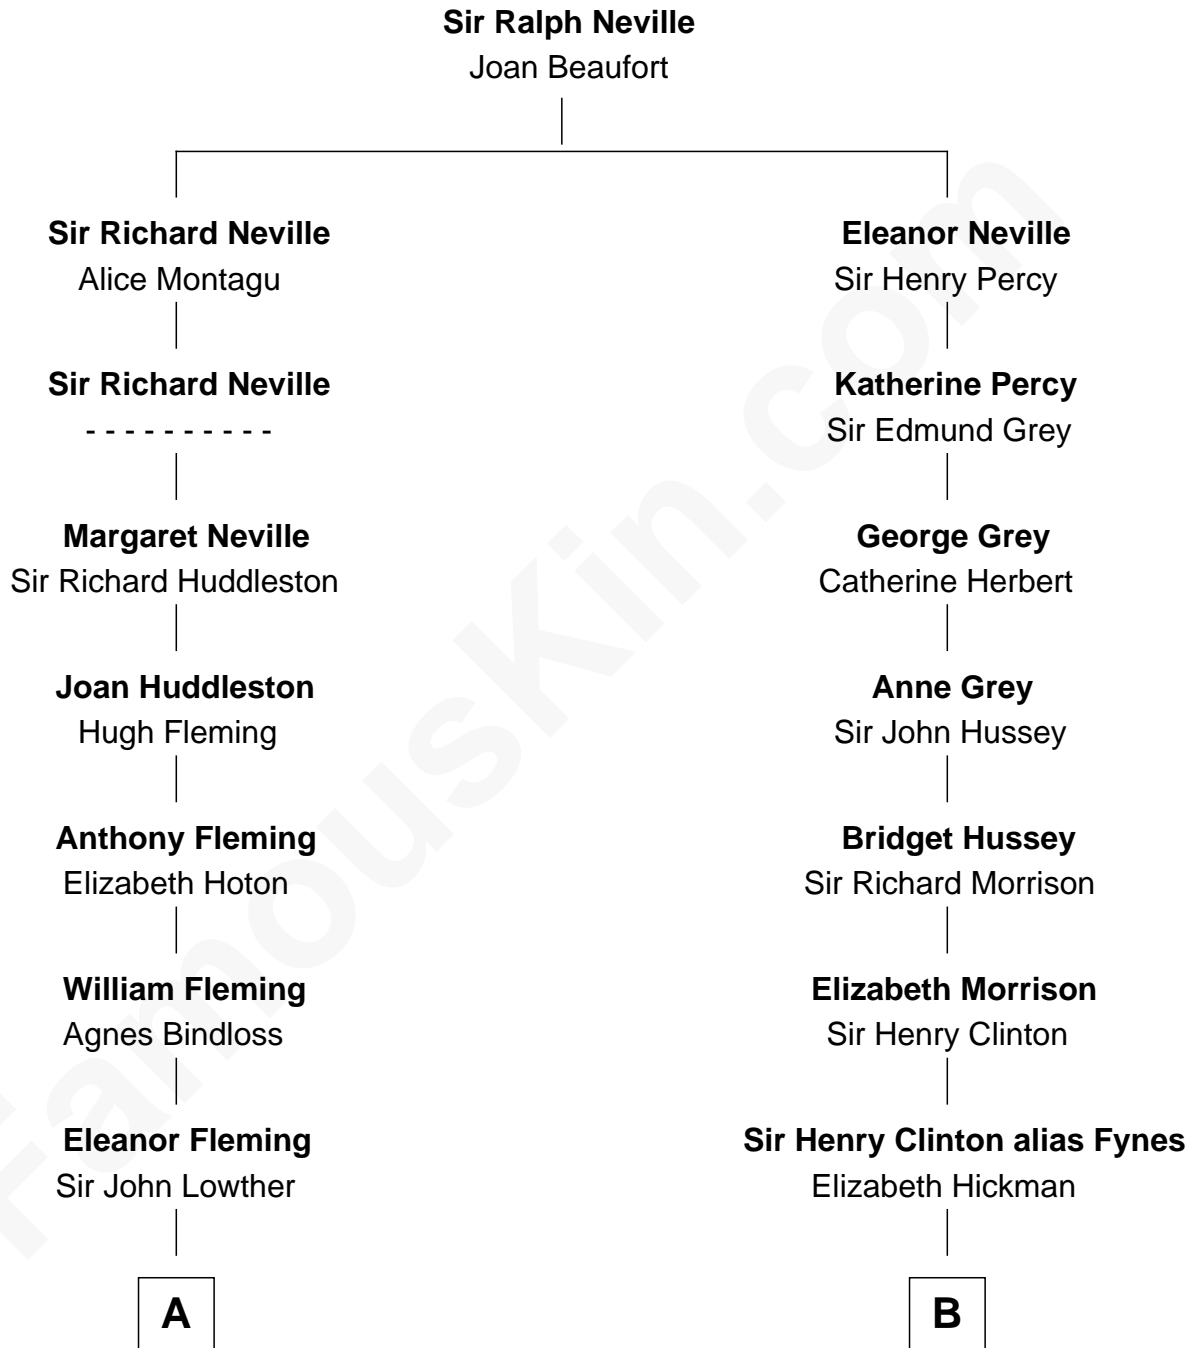 Sir Ralph Neville
Joan Beaufort
Sir Richard Neville
Alice Montagu
Eleanor Neville
Sir Henry Percy
Sir Richard Neville
- - - - - - - - - -
Katherine Percy
Sir Edmund Grey
Margaret Neville
Sir Richard Huddleston
George Grey
Catherine Herbert
Joan Huddleston
Hugh Fleming
Anne Grey
Sir John Hussey
Anthony Fleming
Elizabeth Hoton
Bridget Hussey
Sir Richard Morrison
William Fleming
Agnes Bindloss
Elizabeth Morrison
Sir Henry Clinton
Eleanor Fleming
Sir John Lowther
Sir Henry Clinton alias Fynes
Elizabeth Hickman
A
B
FamousKin.com